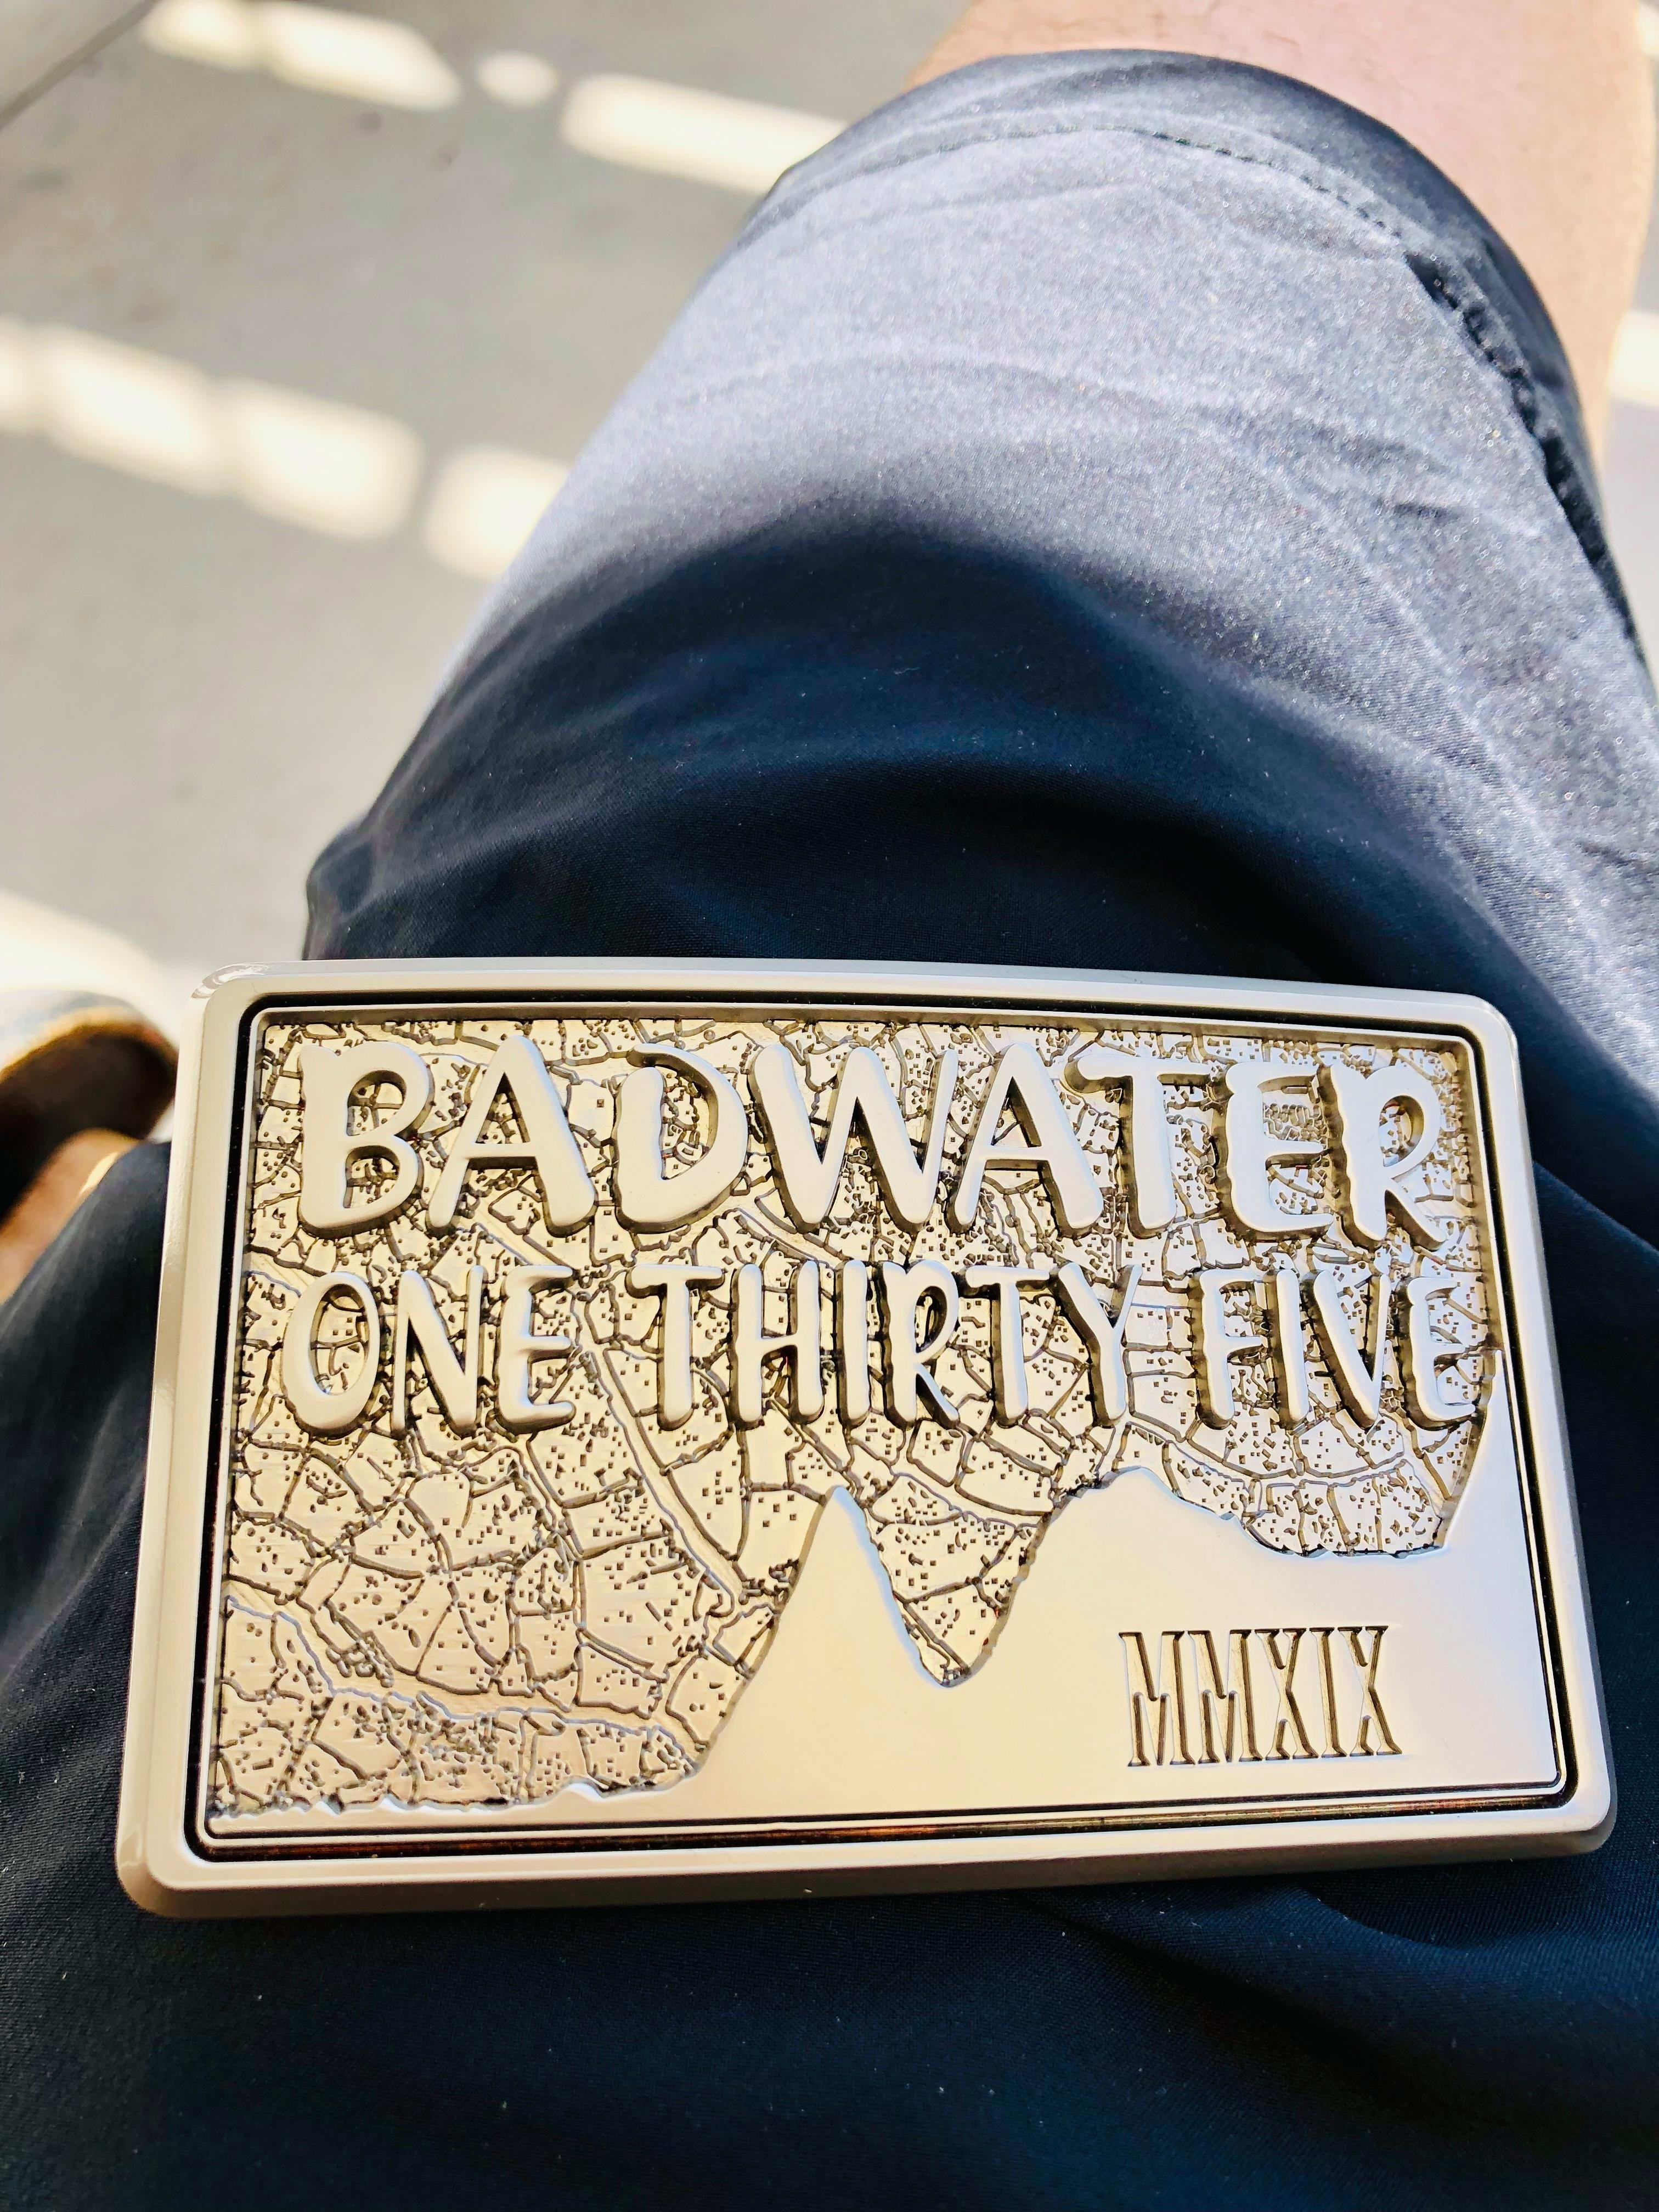 BADWATER
ONE THIRTY FIVE
MMXIX